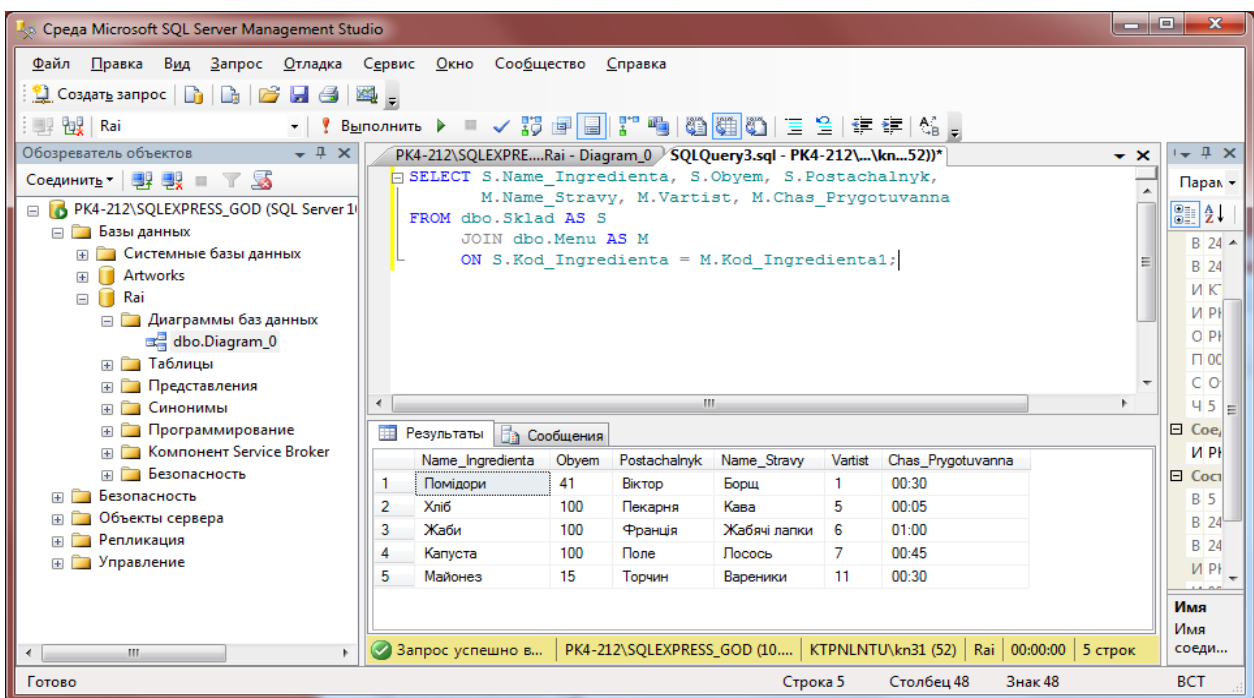 Среда Microsoft SQL Server Management Studio
Файл Правка Вид Запрос Отладка Сервис Окно Сообщество Справка
Создать запрос
Rai Выполнить
Обозреватель объектов
Соединить
PK4-212\SQLEXPRESS_GOD (SQL Server 1
Базы данных
Системные базы данных
Artworks
Rai
Диаграммы баз данных
dbo.Diagram_0
Таблицы
Представления
Синонимы
Программирование
Компонент Service Broker
Безопасность
Безопасность
Объекты сервера
Репликация
Управление
PK4-212\SQLEXPRE....Rai - Diagram_0 SQLQuery3.sql - PK4-212\...\kn...52))*
SELECT S.Name_Ingredienta, S.Obyem, S.Postachalnyk,
M.Name_Stravy, M.Vartist, M.Chas_Prygotuvanna
FROM dbo.Sklad AS S
JOIN dbo.Menu AS M
ON S.Kod_Ingredienta = M.Kod_Ingredienta1;
Результаты Сообщения
Name_Ingredienta Obyem Postachalnyk Name_Stravy Vartist Chas_Prygotuvanna
1 Помідори 41 Віктор Борщ 1 00:30
2 Хліб 100 Пекарня Кава 5 00:05
3 Жаби 100 Франція Жабячі лапки 6 01:00
4 Капуста 100 Поле Лосось 7 00:45
5 Майонез 15 Торчин Вареники 11 00:30
Запрос успешно в... PK4-212\SQLEXPRESS_GOD (10.... KTPNLNTU\kn31 (52) Rai 00:00:00 5 строк
В 24
В 24
Ч 5
В 5
В 24
В 24
Имя
Имя
соеди...
Готово Строка 5 Столбец 48 Знак 48 ВСТ